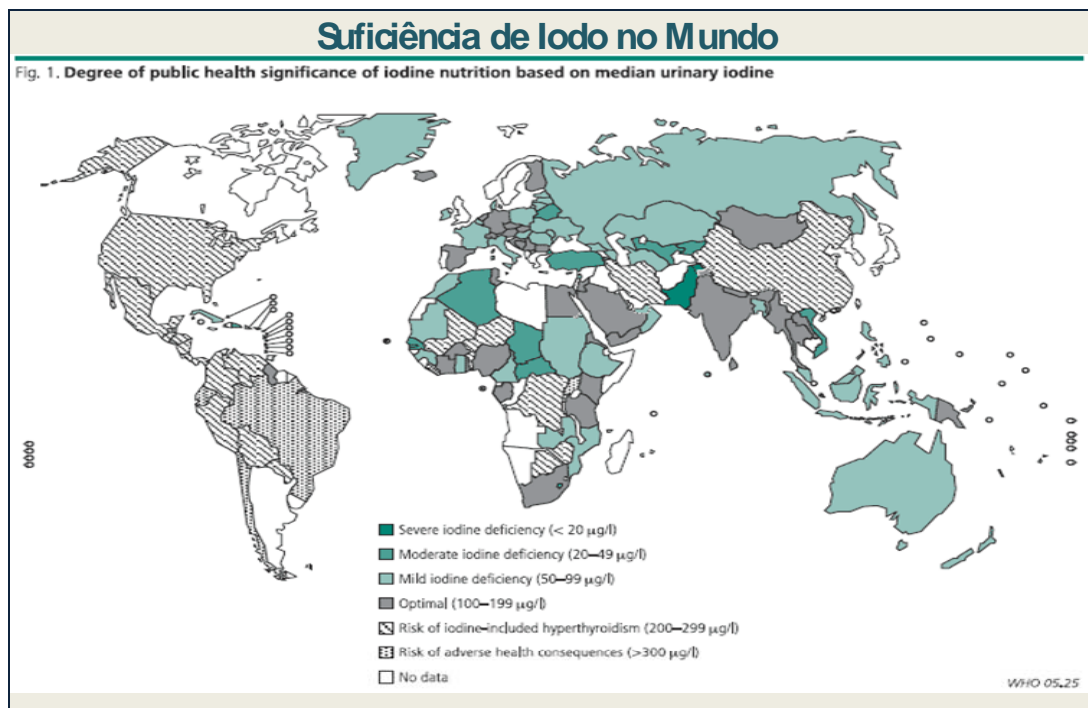 Suficiência de Iodo no Mundo
Fig. 1. Degree of public health significance of iodine nutrition based on median urinary iodine
Severe iodine deficiency (< 20 µg/l)
Moderate iodine deficiency (20–49 µg/l)
Mild iodine deficiency (50–99 µg/l)
Optimal (100–199 µg/l)
Risk of iodine-included hyperthyroidism (200–299 µg/l)
Risk of adverse health consequences (>300 µg/l)
No data
WHO 05.25